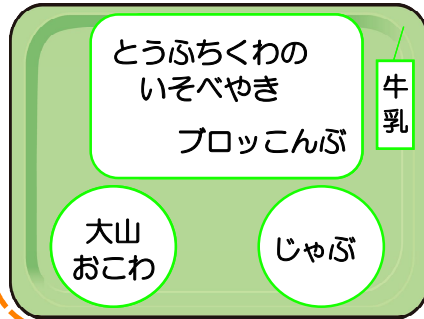 とうふちくわの
いそべやき
ブロッこんぶ
牛乳
大山
おこわ
じゃぶ